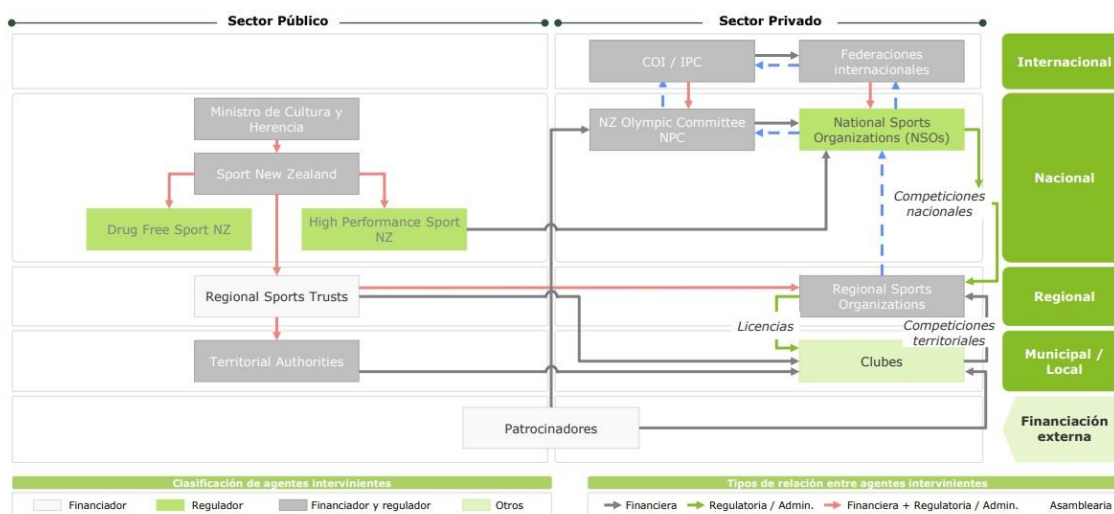 Sector Público
Sector Privado
COI / IPC
Federaciones
internacionales
Internacional
Ministro de Cultura y
Herencia
NZ Olympic Committee
NPC
National Sports
Organizations (NSOs)
Sport New Zealand
Nacional
Competiciones
nacionales
Drug Free Sport NZ
High Performance Sport
NZ
Regional Sports Trusts
Regional Sports
Organizations
Regional
Licencias
Competiciones
territoriales
Territorial Authorities
Clubes
Municipal /
Local
Patrocinadores
Financiación
externa
Clasificación de agentes intervinientes
Tipos de relación entre agentes intervinientes
Financiador
Regulador
Financiador y regulador
Otros
Financiera
Regulatoria / Admin.
Financiera + Regulatoria / Admin.
Asamblearia